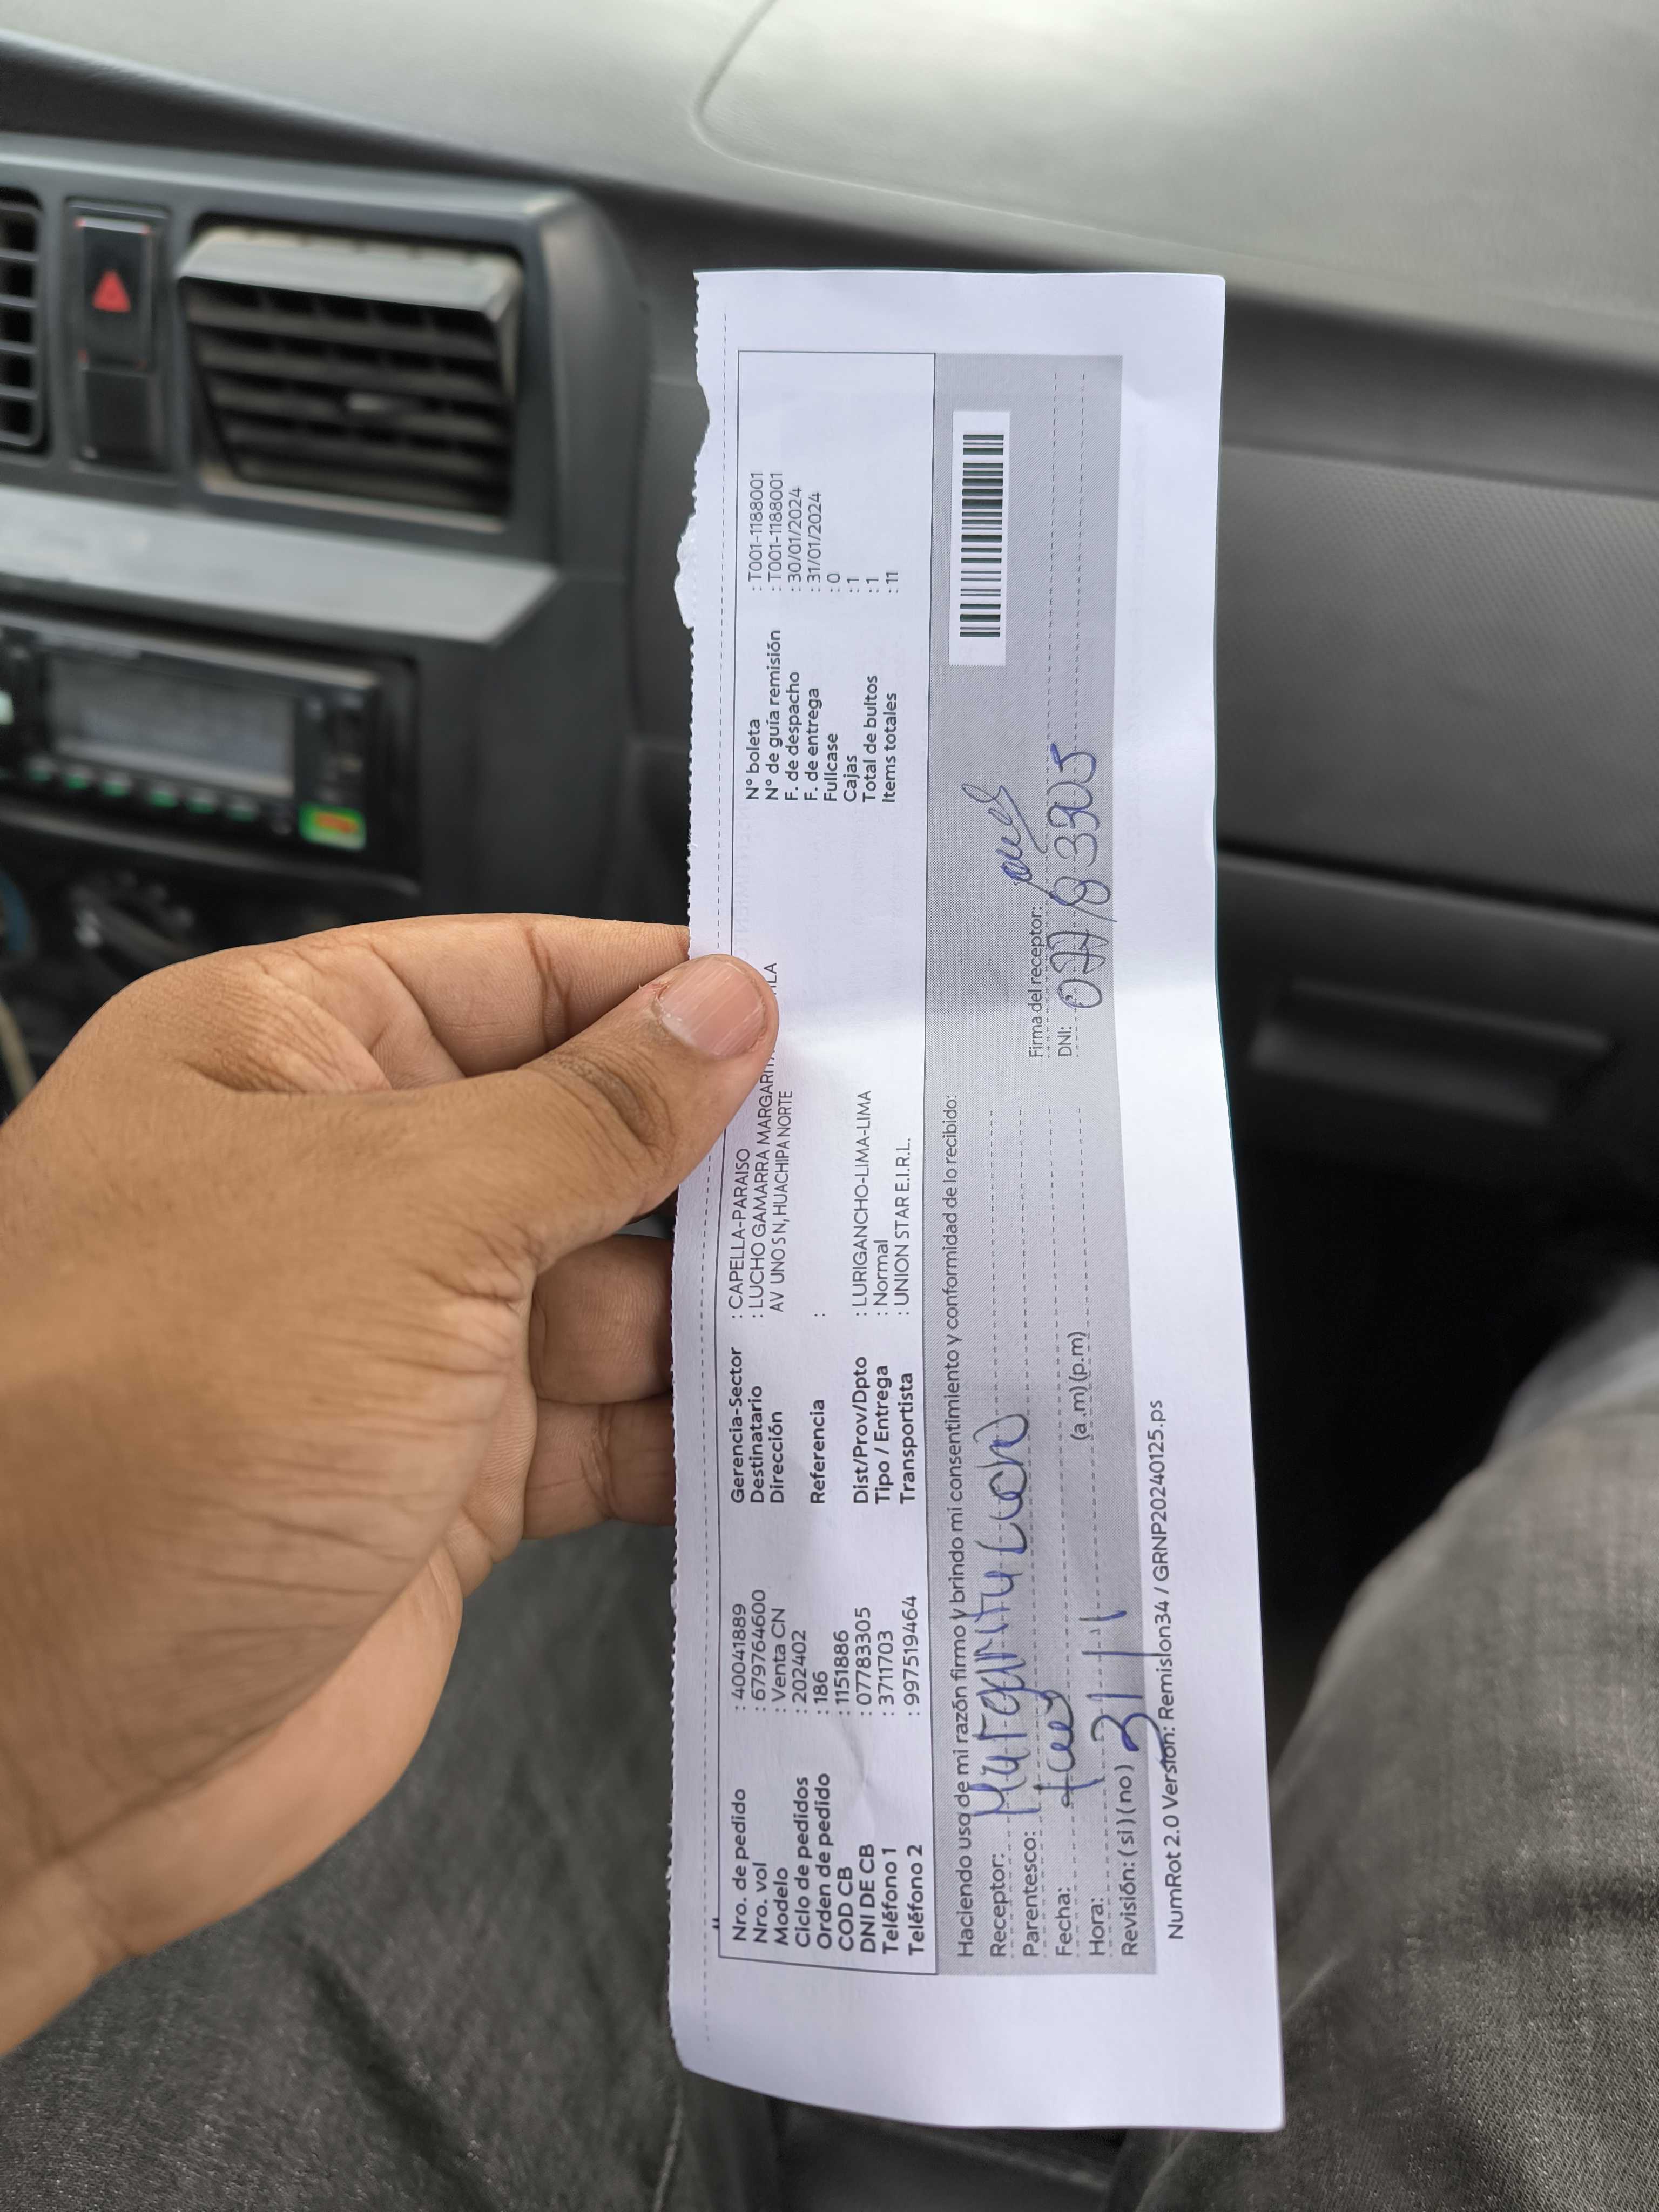 Nro. de pedido : 40041889 Gerencia-Sector : CAPELLA-PARAISO N° boleta : T001-1188001
Nro. vol : 679764600 Destinatario : LUCHO GAMARRA MARGARITA N° de guía remisión : T001-1188001
Modelo : Venta CN Dirección AV UNO S N, HUACHIPA NORTE F. de despacho : 30/01/2024
Ciclo de pedidos : 202402 F. de entrega : 31/01/2024
Orden de pedido : 186 Referencia : Fullcase : 0
COD CB : 1151886 Cajas : 1
DNI DE CB : 07783305 Dist/Prov/Dpto : LURIGANCHO-LIMA-LIMA Total de bultos : 1
Teléfono 1 : 3711703 Tipo / Entrega : Normal Items totales : 11
Teléfono 2 : 997519464 Transportista : UNION STAR E.I.R.L.
Haciendo uso de mi razón firmo y brindo mi consentimiento y conformidad de lo recibido:
Receptor: Margarita Lucho
Parentesco: Firma del receptor:
Fecha: DNI: 07783305
Hora: 31 1 (a.m) (p.m)
Revisión: ( si ) ( no )
NumRot 2.0 Version: Remision34 / GRNP20240125.ps